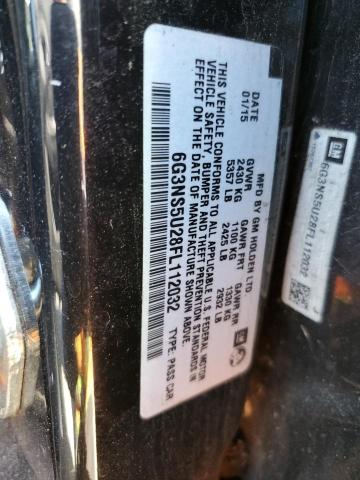 MFD BY GM HOLDEN LTD
DATE GVWR GAWR FRT GAWR RR
01/15 2430 KG 1100 KG 1330 KG
5357 LB 2425 LB 2932 LB
THIS VEHICLE CONFORMS TO ALL APPLICABLE U.S. FEDERAL MOTOR
VEHICLE SAFETY, BUMPER AND THEFT PREVENTION STANDARDS IN
EFFECT ON THE DATE OF MANUFACTURE SHOWN ABOVE.
6G3NS5U28FL112032 TYPE: PASS CAR
GM
6G3NS5U28FL112032